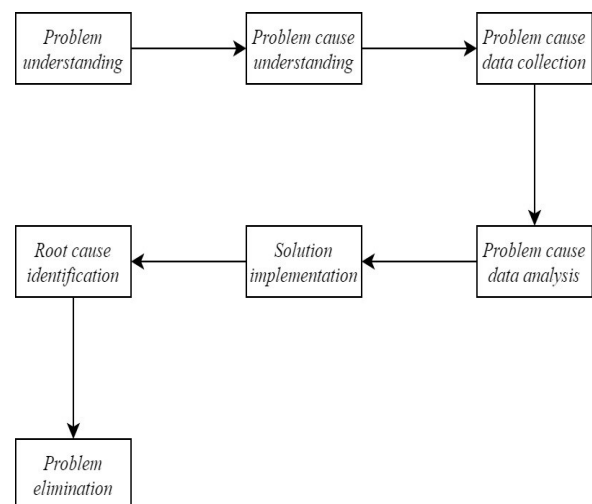 Problem
understanding
Problem cause
understanding
Problem cause
data collection
Problem cause
data analysis
Solution
implementation
Root cause
identification
Problem
elimination